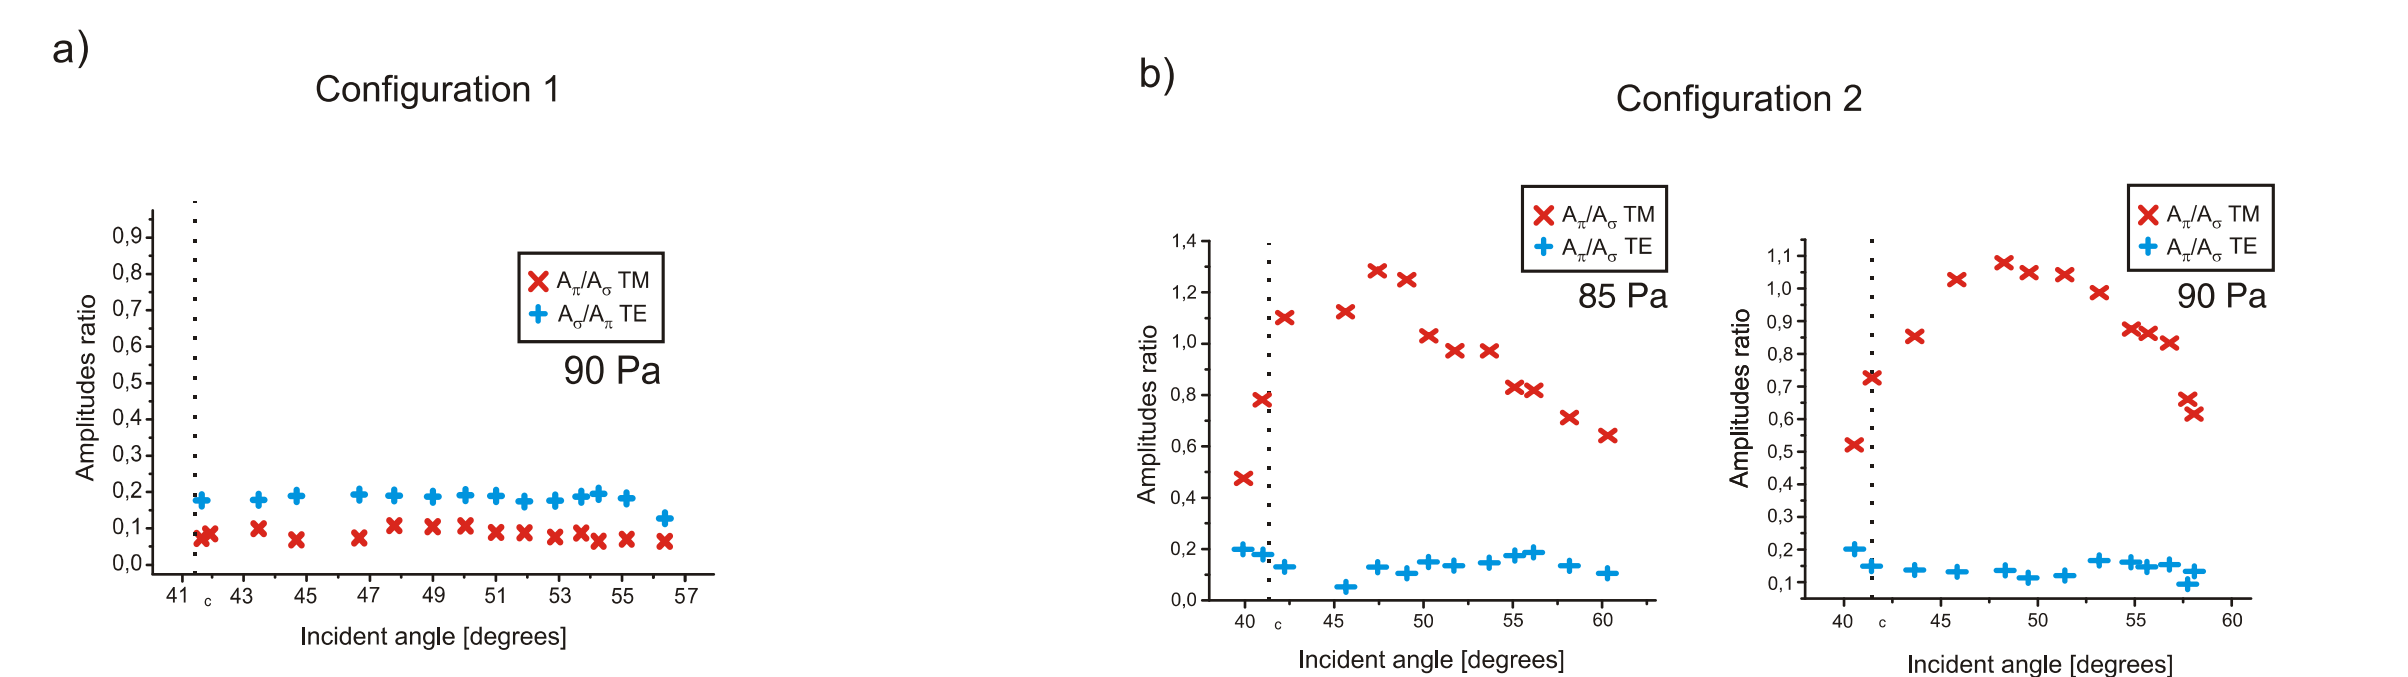 a)
Configuration 1
Amplitudes ratio
0,9
0,8
0,7
0,6
0,5
0,4
0,3
0,2
0,1
0,0
Aπ/Aσ TM
Aσ/Aπ TE
90 Pa
41 c 43 45 47 49 51 53 55 57
Incident angle [degrees]
b)
Configuration 2
Amplitudes ratio
1,4
1,2
1,0
0,8
0,6
0,4
0,2
0,0
Aπ/Aσ TM
Aπ/Aσ TE
85 Pa
40 c 45 50 55 60
Incident angle [degrees]
Amplitudes ratio
1,1
1,0
0,9
0,8
0,7
0,6
0,5
0,4
0,3
0,2
0,1
Aπ/Aσ TM
Aπ/Aσ TE
90 Pa
40 c 45 50 55 60
Incident angle [degrees]